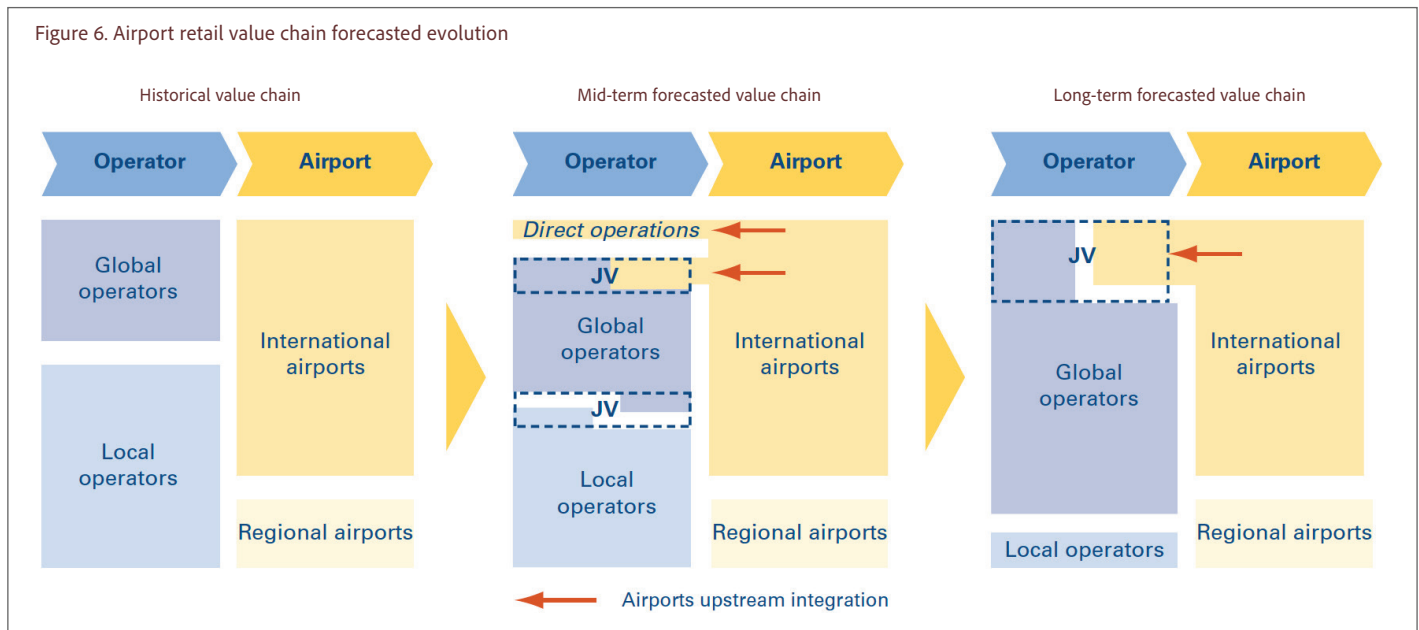 Figure 6. Airport retail value chain forecasted evolution
Historical value chain
Operator
Airport
Global
operators
International
airports
Local
operators
Regional airports
Mid-term forecasted value chain
Operator
Airport
Direct operations
JV
Global
operators
International
airports
JV
Local
operators
Regional airports
Long-term forecasted value chain
Operator
Airport
JV
Global
operators
International
airports
Local operators
Regional airports
Airports upstream integration